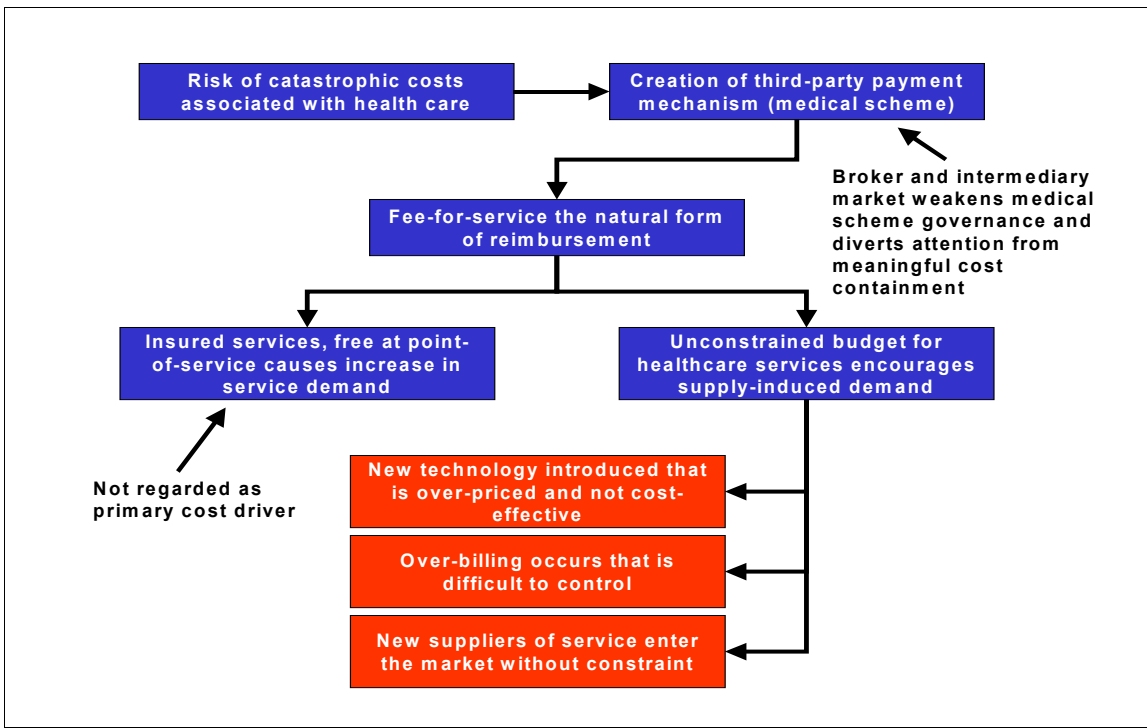 Risk of catastrophic costs
associated with health care
Creation of third-party payment
mechanism (medical scheme)
Broker and intermediary
market weakens medical
scheme governance and
diverts attention from
meaningful cost
containment
Fee-for-service the natural form
of reimbursement
Insured services, free at point-
of-service causes increase in
service demand
Unconstrained budget for
healthcare services encourages
supply-induced demand
Not regarded as
primary cost driver
New technology introduced that
is over-priced and not cost-
effective
Over-billing occurs that is
difficult to control
New suppliers of service enter
the market without constraint